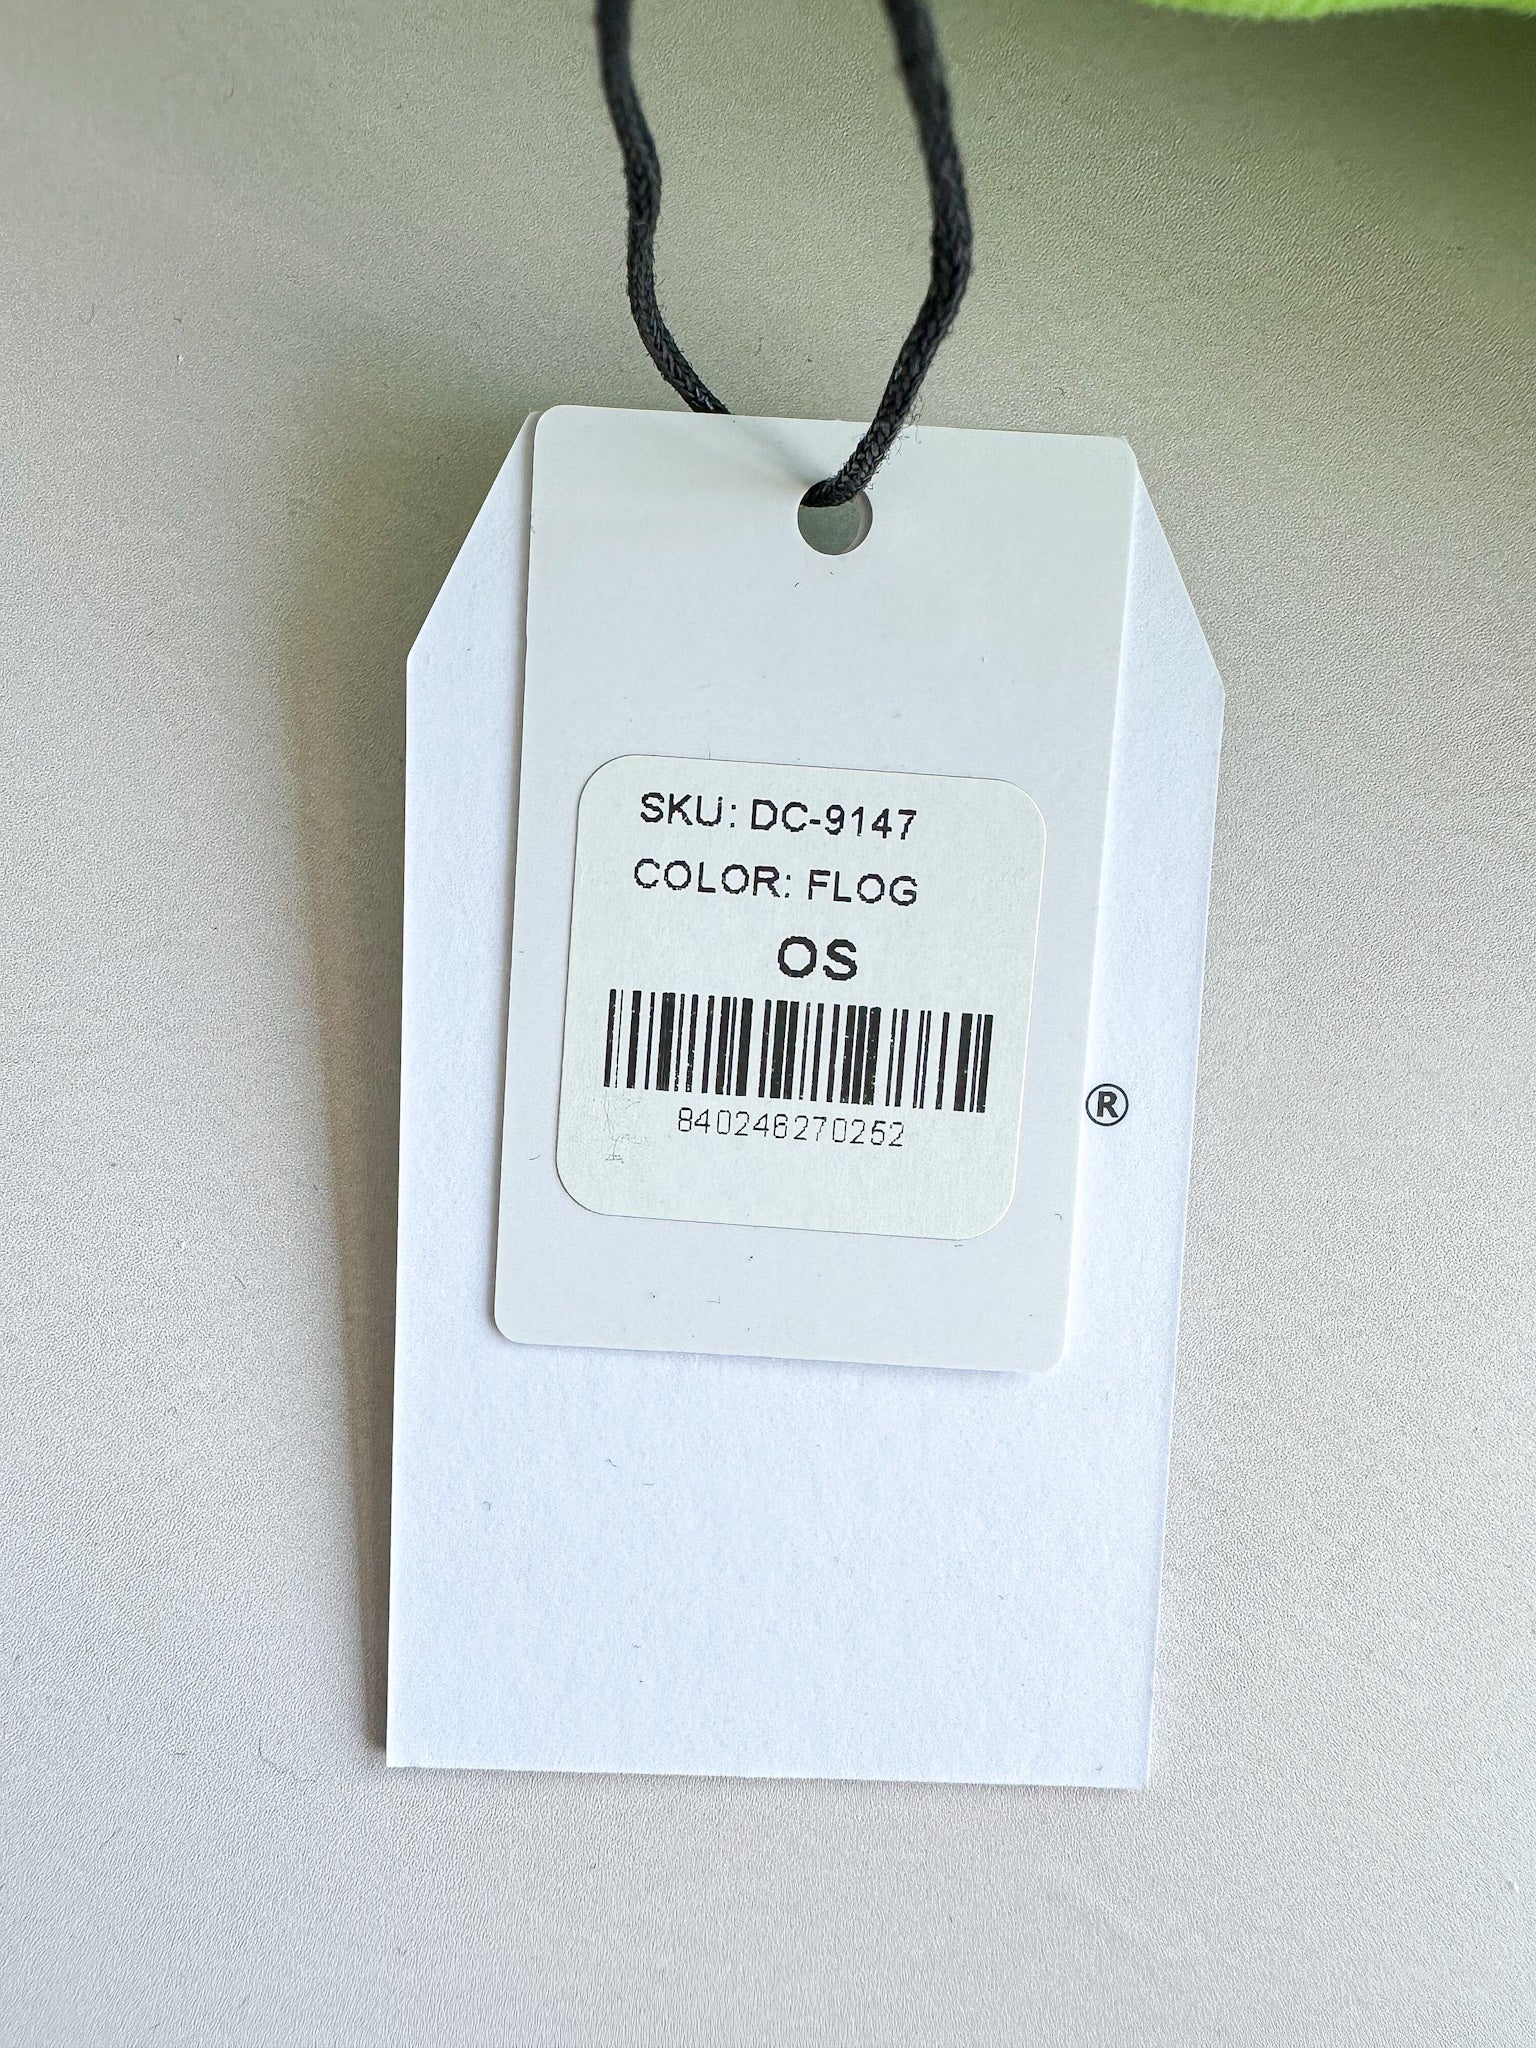 SKU: DC-9147
COLOR: FLOG
OS
840246270252
®